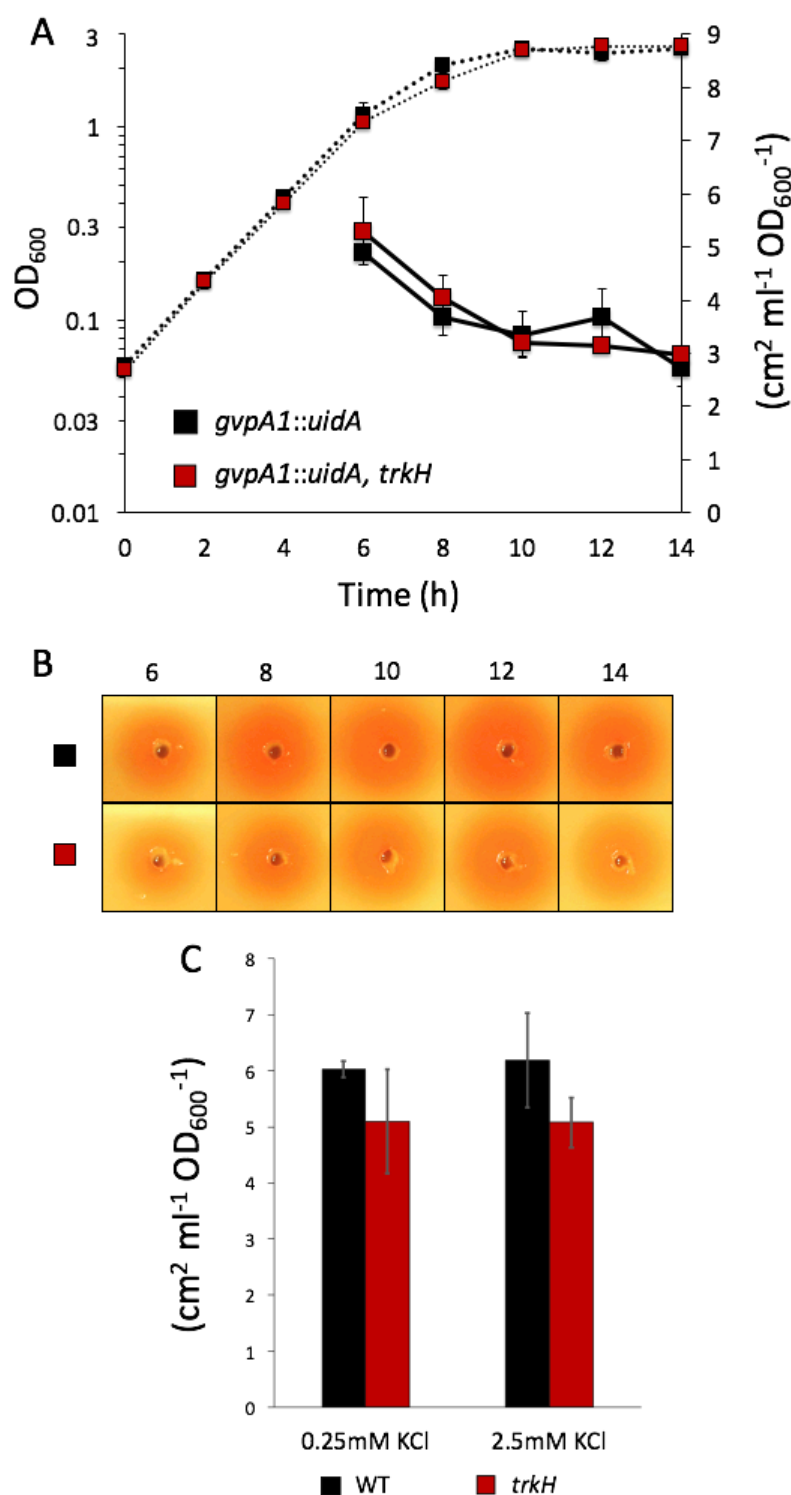 A
3
1
0.3
0.1
0.03
0.01
OD600
9
8
7
6
5
4
3
2
1
0
(cm2 ml-1 OD600-1)
gvpA1::uidA
gvpA1::uidA, trkH
0 2 4 6 8 10 12 14
Time (h)
B
6 8 10 12 14
C
8
7
6
5
4
3
2
1
0
(cm2 ml-1 OD600-1)
0.25mM KCl 2.5mM KCl
WT trkH